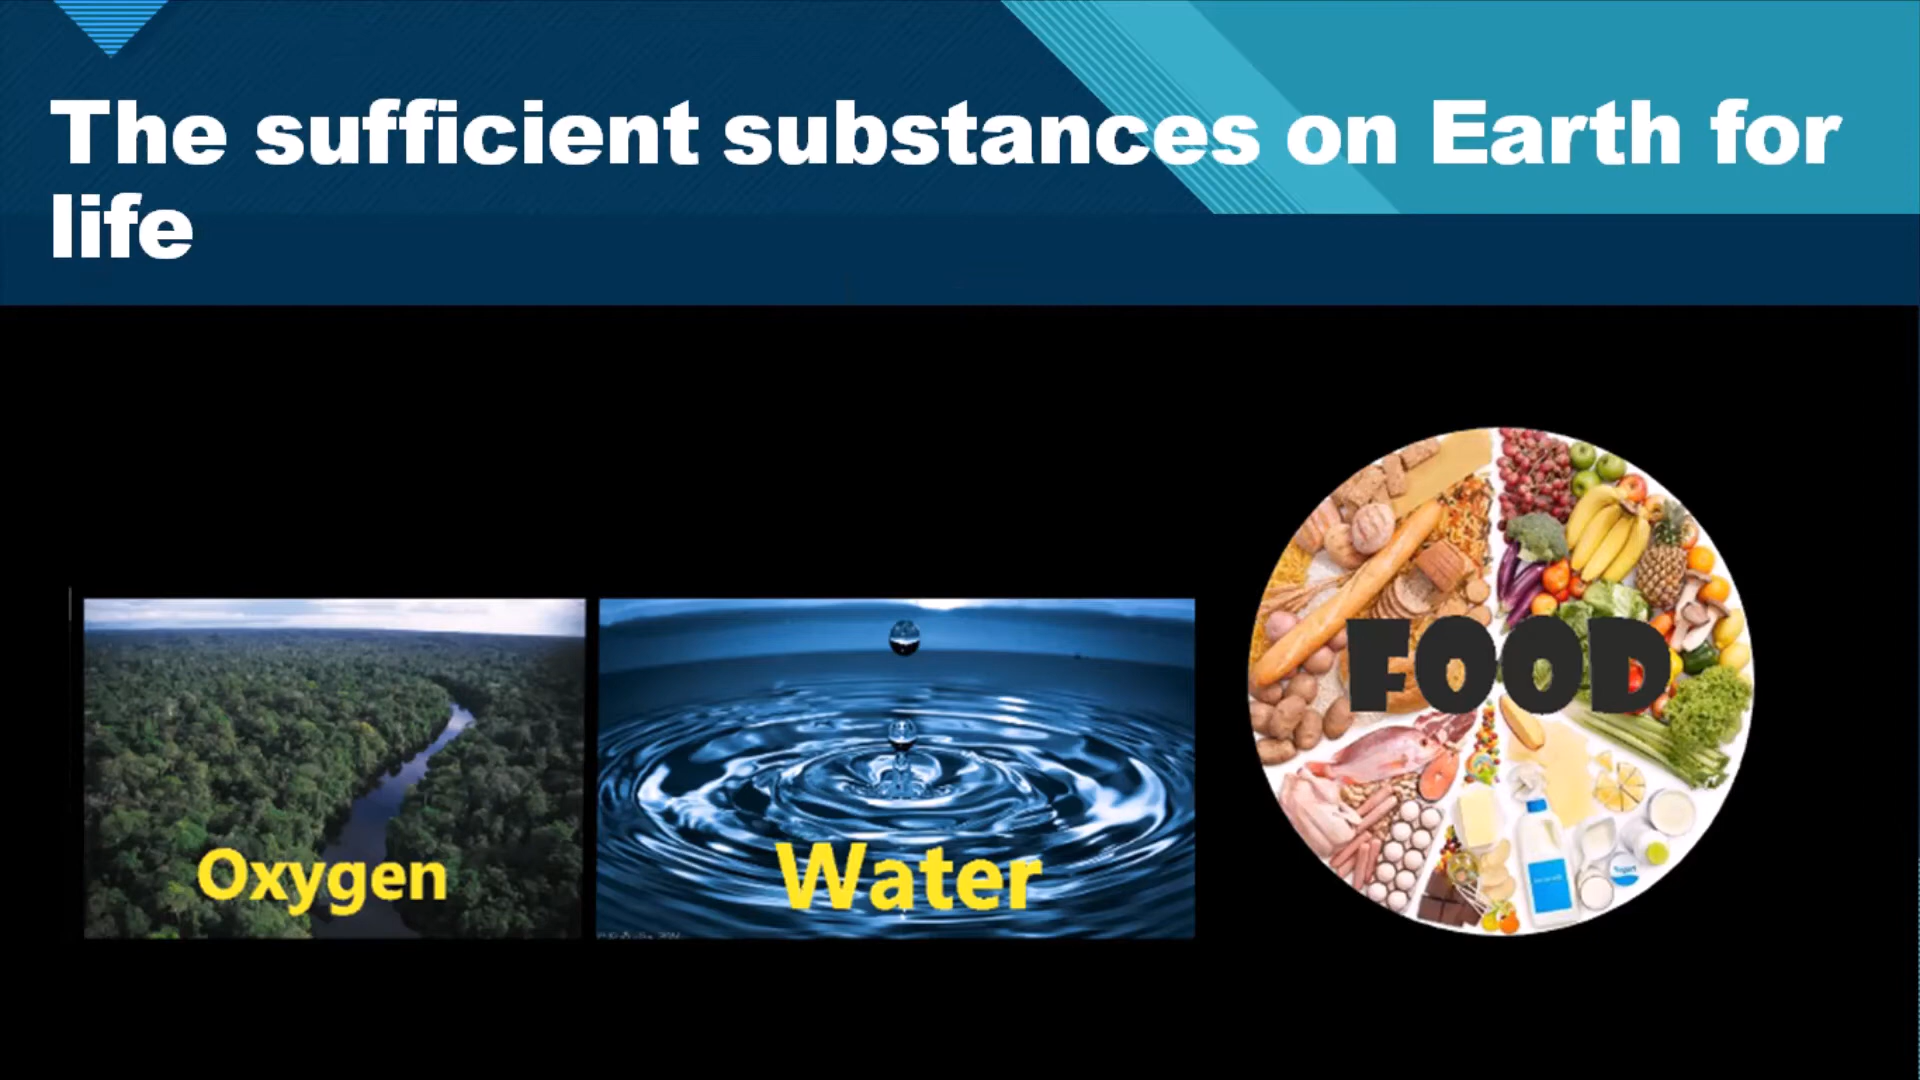 The sufficient substances on Earth for
life
Oxygen
Water
FOOD